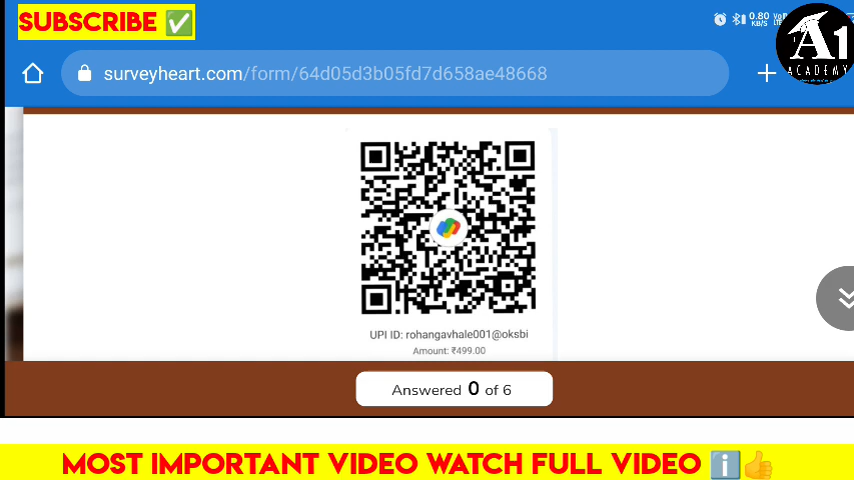 SUBSCRIBE ✅
0.80
KB/S
A1
ACADEMY
surveyheart.com/form/64d05d3b05fd7d658ae48668
UPI ID: rohangavhale001@oksbi
Amount: ₹499.00
Answered 0 of 6
MOST IMPORTANT VIDEO WATCH FULL VIDEO ℹ️👍